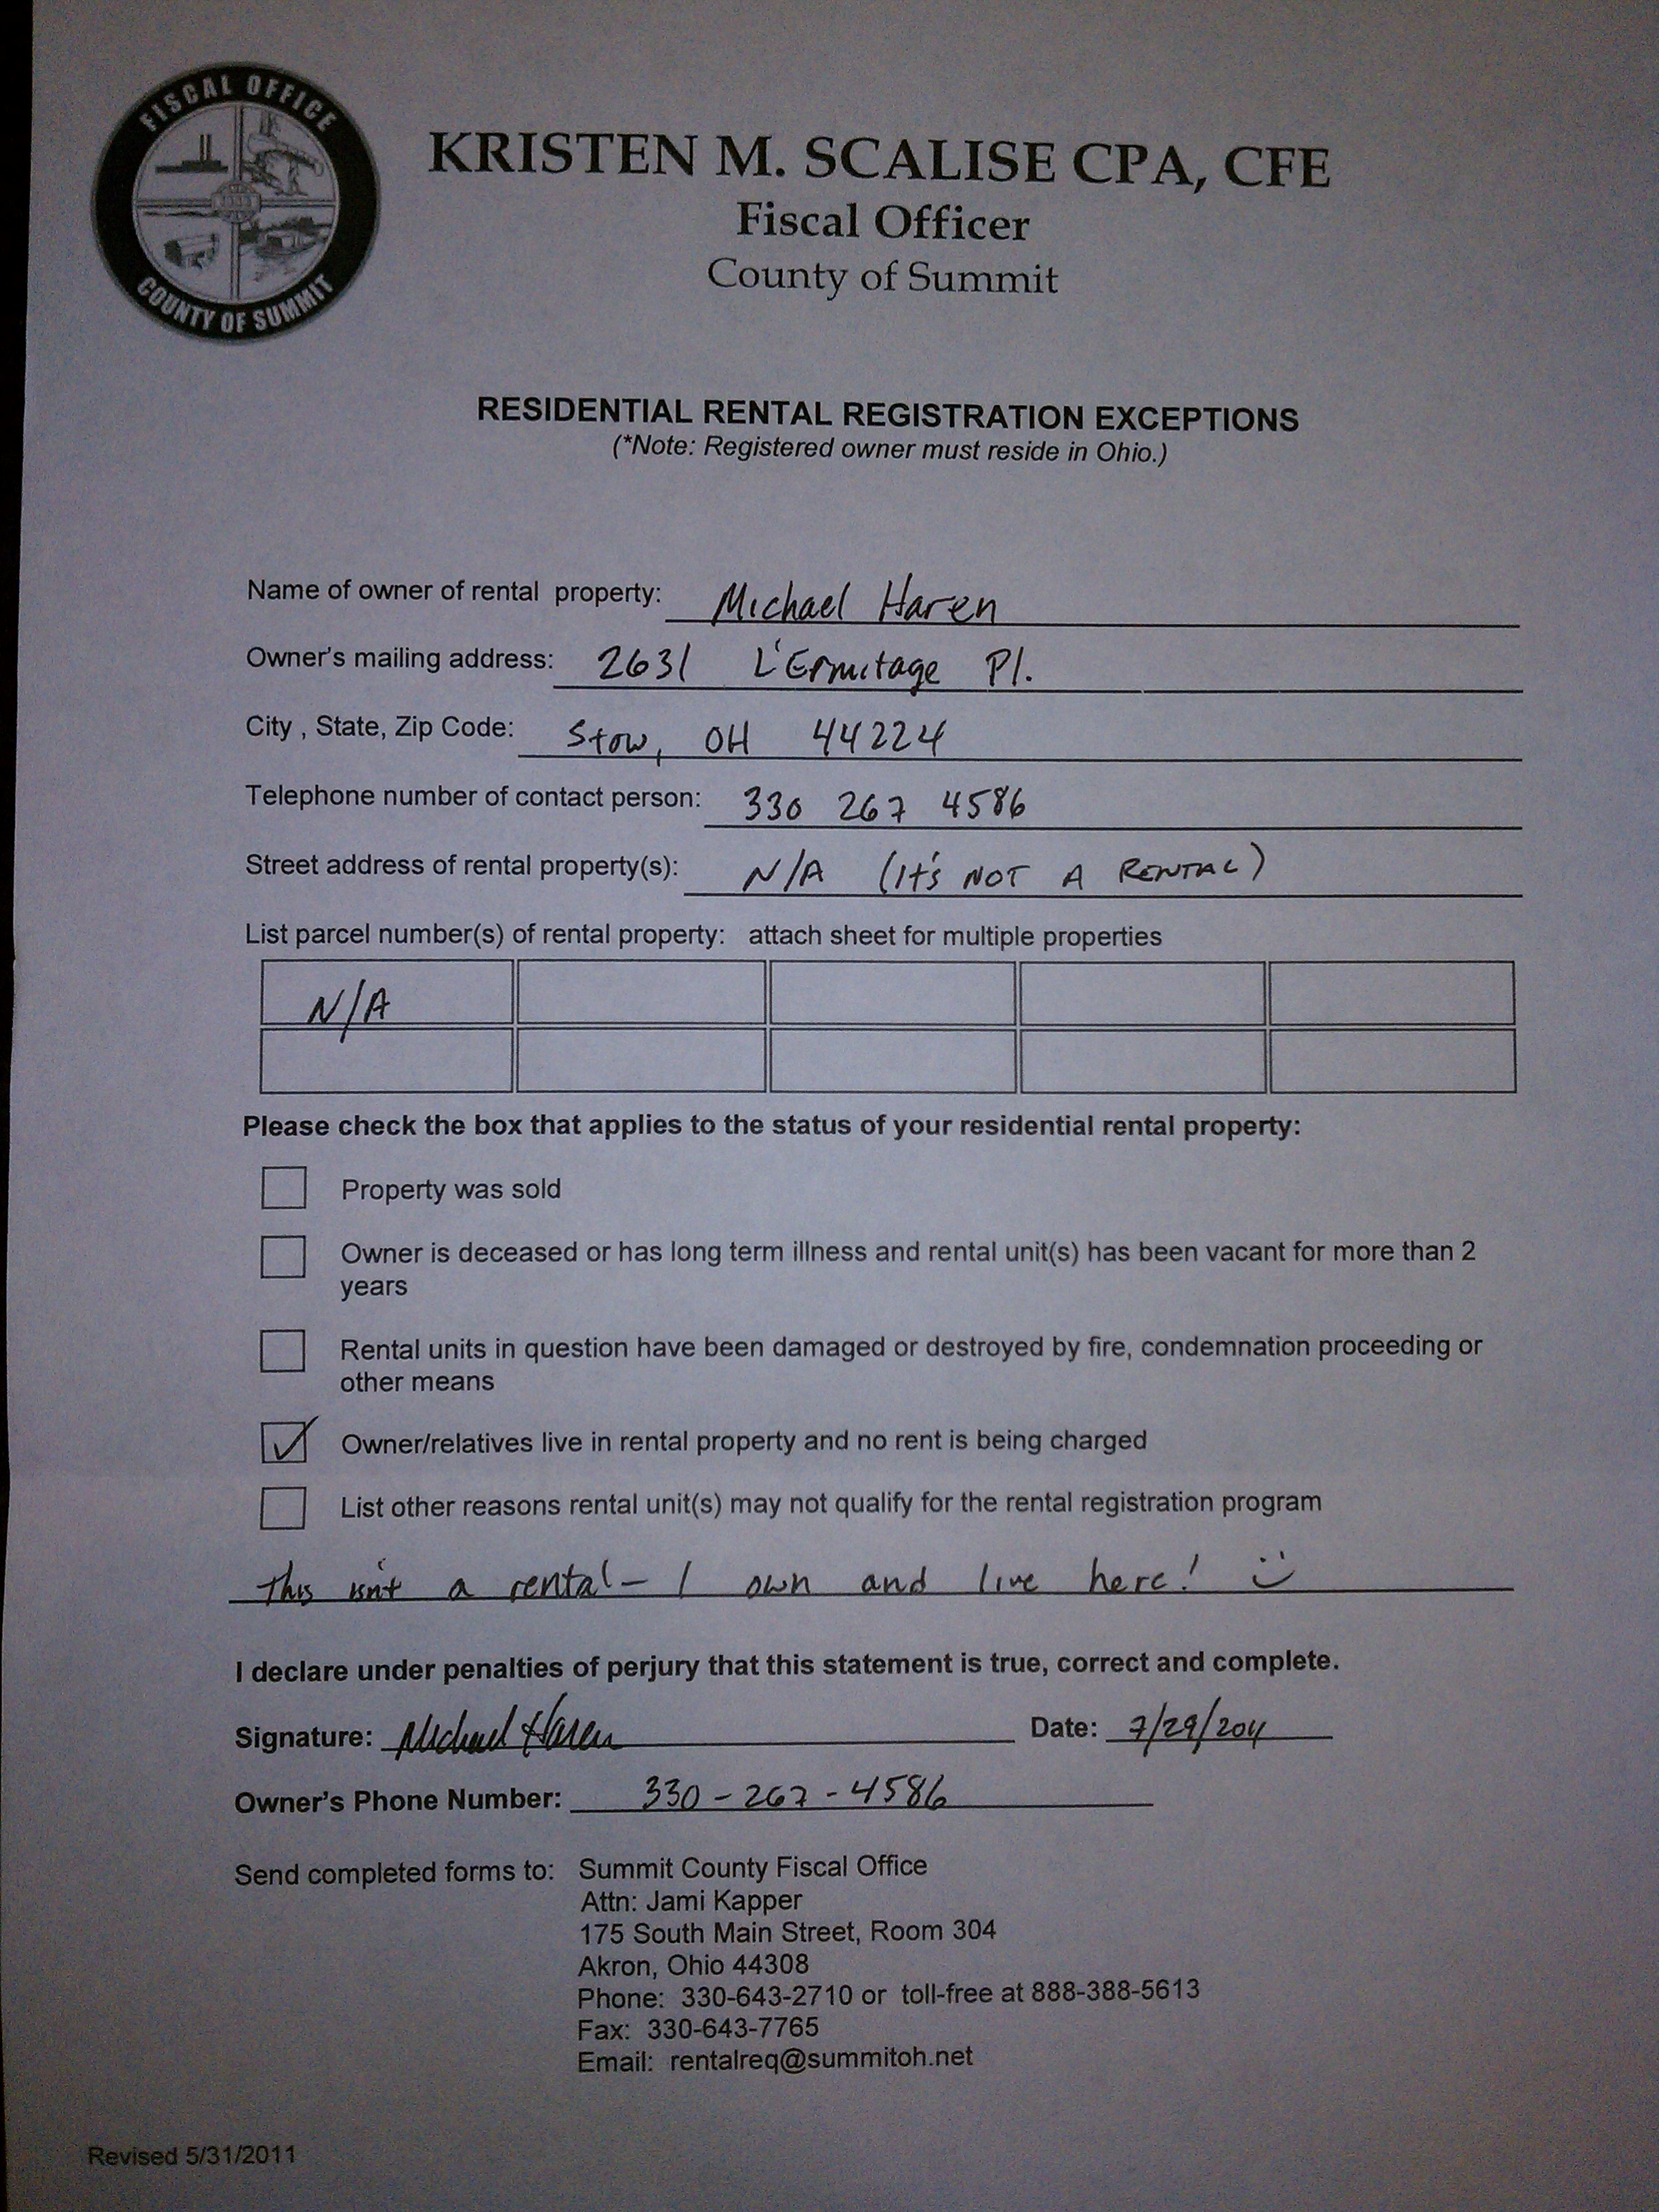 FISCAL OFFICE
COUNTY OF SUMMIT
KRISTEN M. SCALISE CPA, CFE
Fiscal Officer
County of Summit
RESIDENTIAL RENTAL REGISTRATION EXCEPTIONS
(*Note: Registered owner must reside in Ohio.)
Name of owner of rental property: Michael Haren
Owner's mailing address: 2631 L'Ermitage Pl.
City , State, Zip Code: Stow, OH 44224
Telephone number of contact person: 330 267 4586
Street address of rental property(s): N/A (It's NOT A RENTAL)
List parcel number(s) of rental property: attach sheet for multiple properties
N/A
Please check the box that applies to the status of your residential rental property:
Property was sold
Owner is deceased or has long term illness and rental unit(s) has been vacant for more than 2
years
Rental units in question have been damaged or destroyed by fire, condemnation proceeding or
other means
Owner/relatives live in rental property and no rent is being charged
List other reasons rental unit(s) may not qualify for the rental registration program
This isn't a rental - I own and live here! :)
I declare under penalties of perjury that this statement is true, correct and complete.
Signature: Michael Haren Date: 7/29/2011
Owner's Phone Number: 330-267-4586
Send completed forms to: Summit County Fiscal Office
Attn: Jami Kapper
175 South Main Street, Room 304
Akron, Ohio 44308
Phone: 330-643-2710 or toll-free at 888-388-5613
Fax: 330-643-7765
Email: rentalreq@summitoh.net
Revised 5/31/2011